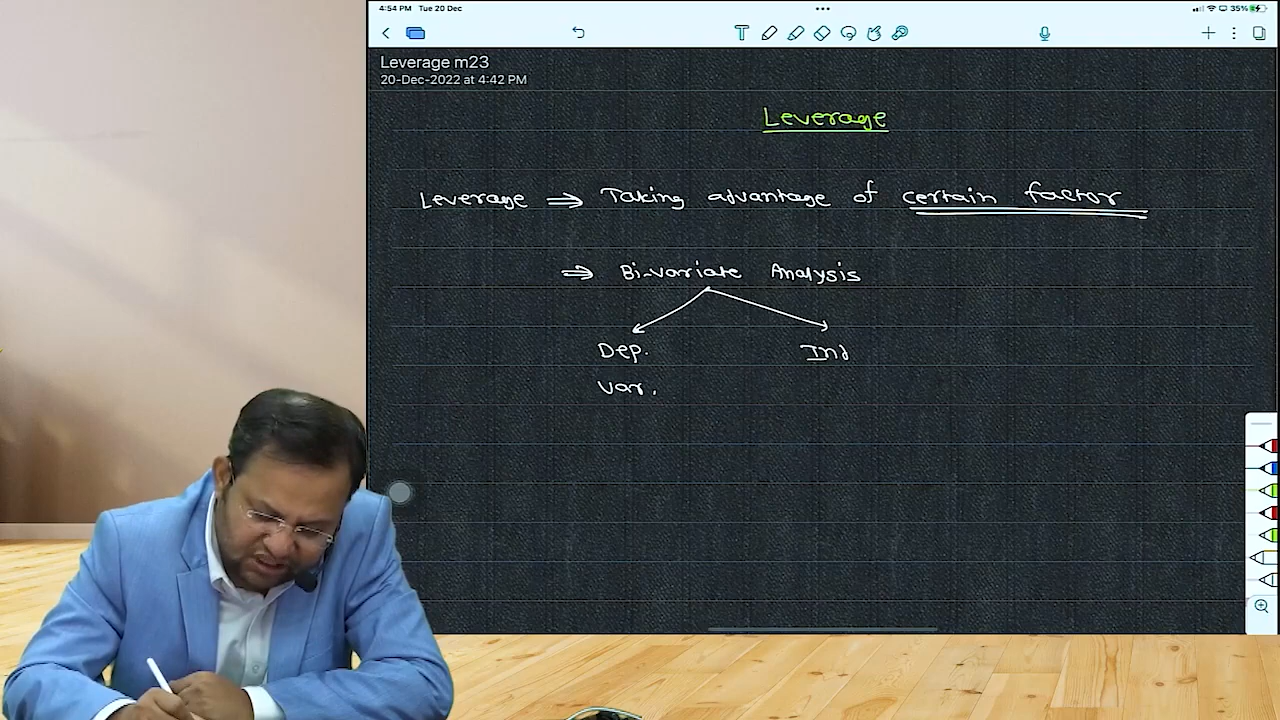 4:54 PM Tue 20 Dec
35%
T
Leverage m23
20-Dec-2022 at 4:42 PM
Leverage
Leverage ⇒ Taking advantage of certain factor
⇒ Bi-variate Analysis
Dep. Ind
Var.